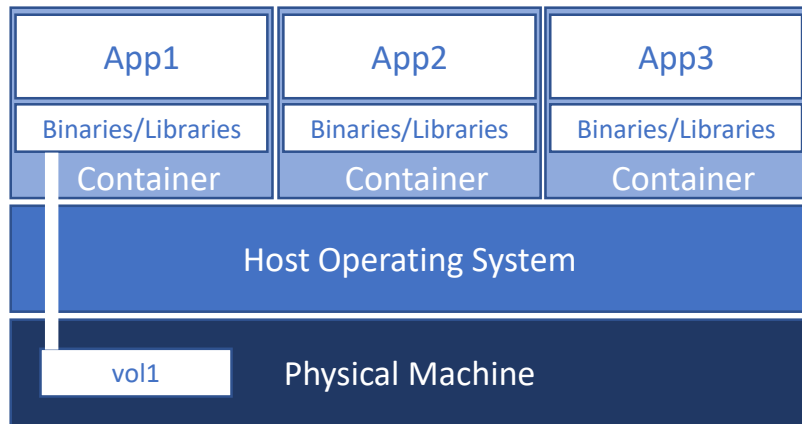 App1
App2
App3
Binaries/Libraries
Binaries/Libraries
Binaries/Libraries
Container
Container
Container
Host Operating System
vol1
Physical Machine